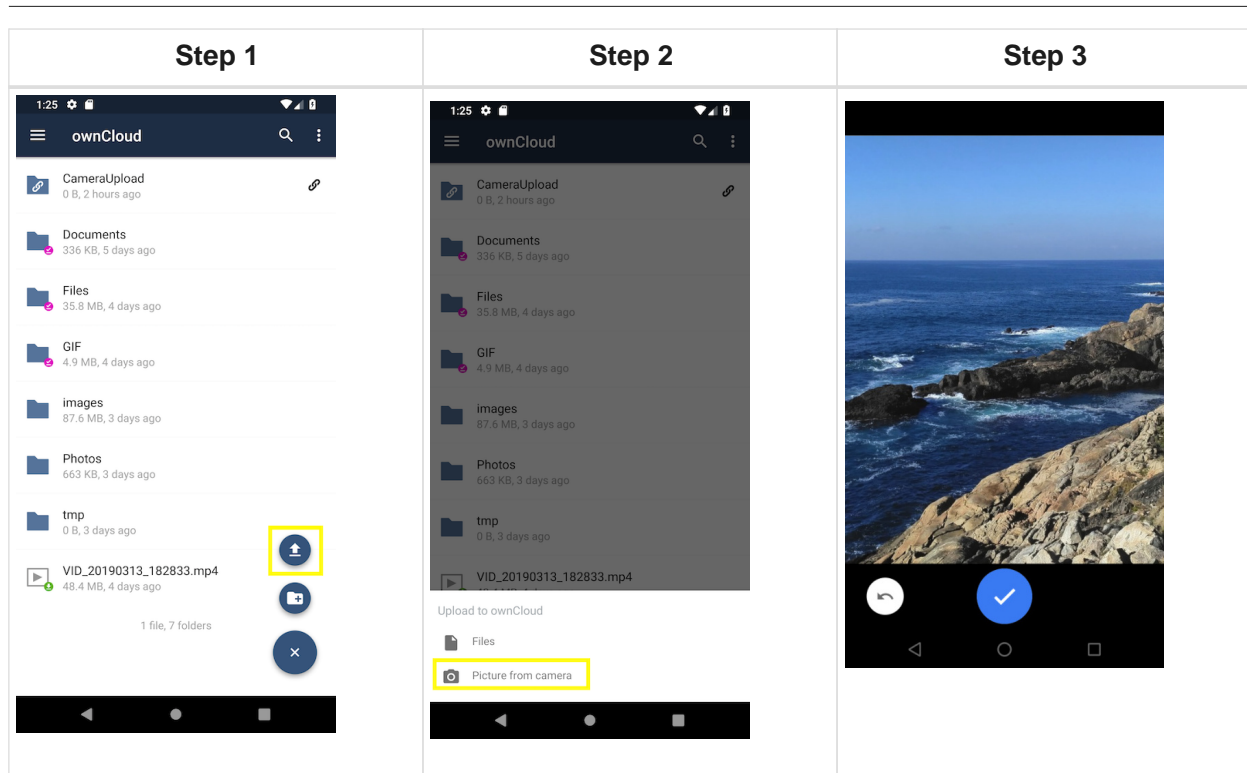 Step 1
Step 2
Step 3
1:25
ownCloud
CameraUpload
0 B, 2 hours ago
Documents
336 KB, 5 days ago
Files
35.8 MB, 4 days ago
GIF
4.9 MB, 4 days ago
images
87.6 MB, 3 days ago
Photos
663 KB, 3 days ago
tmp
0 B, 3 days ago
VID_20190313_182833.mp4
48.4 MB, 4 days ago
1 file, 7 folders
1:25
ownCloud
CameraUpload
0 B, 2 hours ago
Documents
336 KB, 5 days ago
Files
35.8 MB, 4 days ago
GIF
4.9 MB, 4 days ago
images
87.6 MB, 3 days ago
Photos
663 KB, 3 days ago
tmp
0 B, 3 days ago
VID_20190313_182833.mp4
Upload to ownCloud
Files
Picture from camera